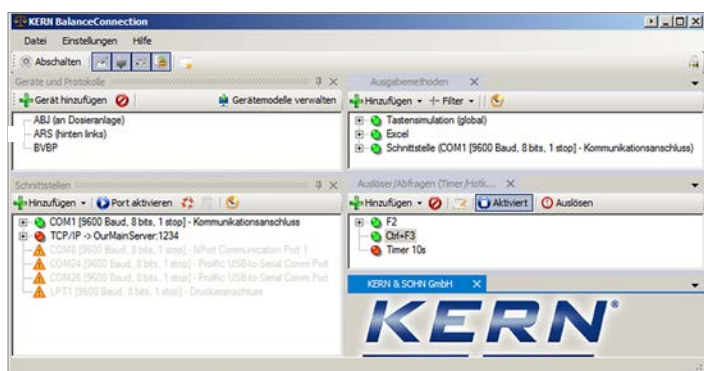 KERN BalanceConnection
Datei Einstellungen Hilfe
Abschalten
Geräte und Protokolle
Gerät hinzufügen Gerätemodelle verwalten
ABJ (an Dosieranlage)
ARS (hinten links)
BVBP
Ausgabemethoden
Hinzufügen Filter
Tastensimulation (global)
Excel
Schnittstelle (COM1 [9600 Baud, 8 bits, 1 stop] - Kommunikationsanschluss)
Schnittstellen
Hinzufügen Port aktivieren
COM1 [9600 Baud, 8 bits, 1 stop] - Kommunikationsanschluss
TCP/IP -> OurMainServer:1234
COM8 [9600 Baud, 8 bits, 1 stop] - NPort Communication Port 1
COM24 [9600 Baud, 8 bits, 1 stop] - Prolific USB-to-Serial Comm Port
COM26 [9600 Baud, 8 bits, 1 stop] - Prolific USB-to-Serial Comm Port
LPT1 [9600 Baud, 8 bits, 1 stop] - Druckeranschluss
Auslöser/Abfragen (Timer/Hotk...
Hinzufügen Aktiviert Auslösen
F2
Ctrl+F3
Timer 10s
KERN & SOHN GmbH
KERN®